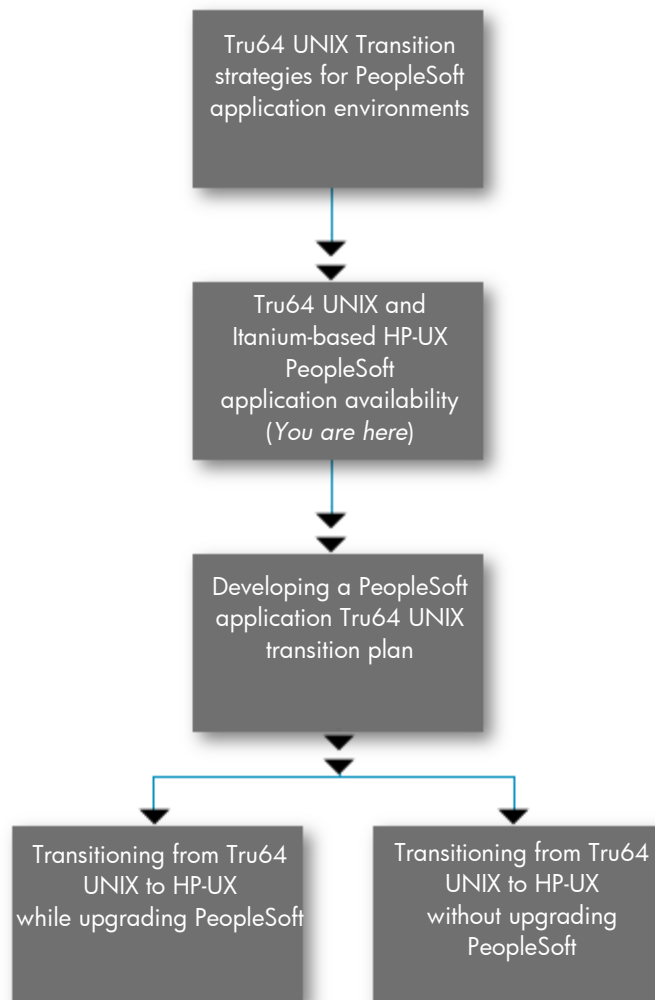 Tru64 UNIX Transition
strategies for PeopleSoft
application environments
Tru64 UNIX and
Itanium-based HP-UX
PeopleSoft
application availability
(You are here)
Developing a PeopleSoft
application Tru64 UNIX
transition plan
Transitioning from Tru64
UNIX to HP-UX
while upgrading PeopleSoft
Transitioning from Tru64
UNIX to HP-UX
without upgrading
PeopleSoft